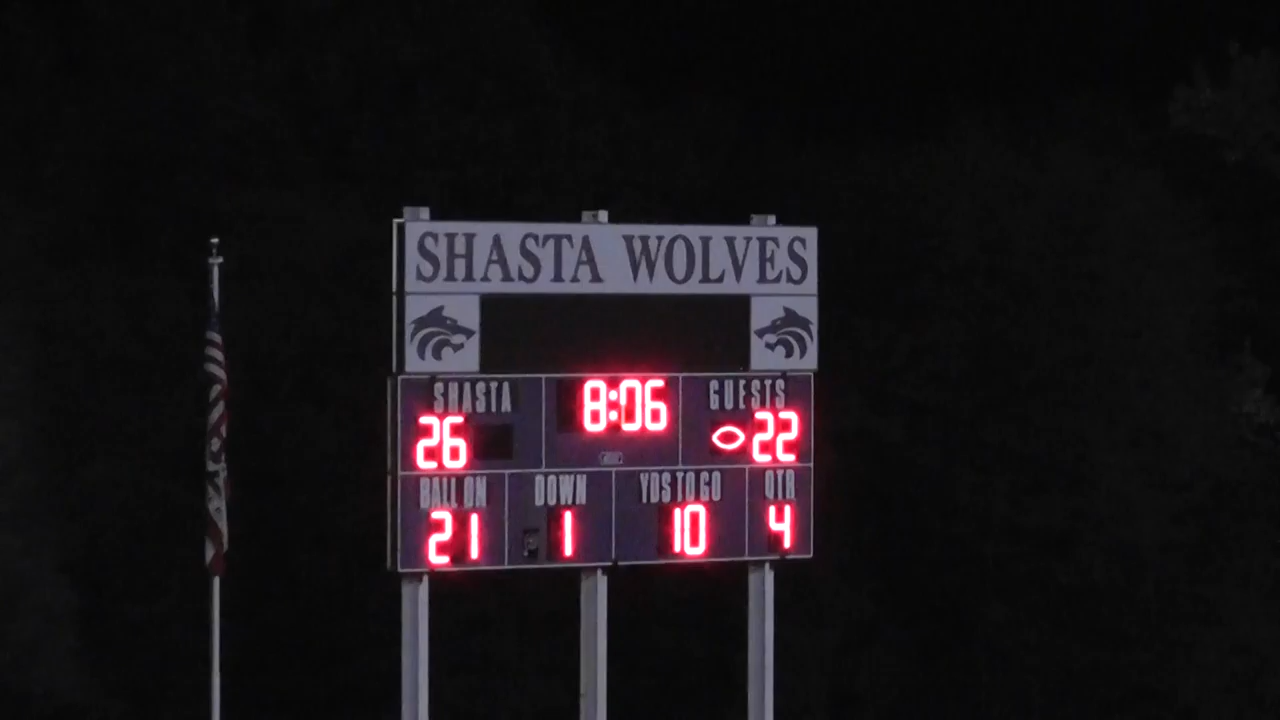 SHASTA WOLVES
SHASTA 8:06 GUESTS
26 22
BALL ON DOWN YDS TO GO QTR
21 1 10 4